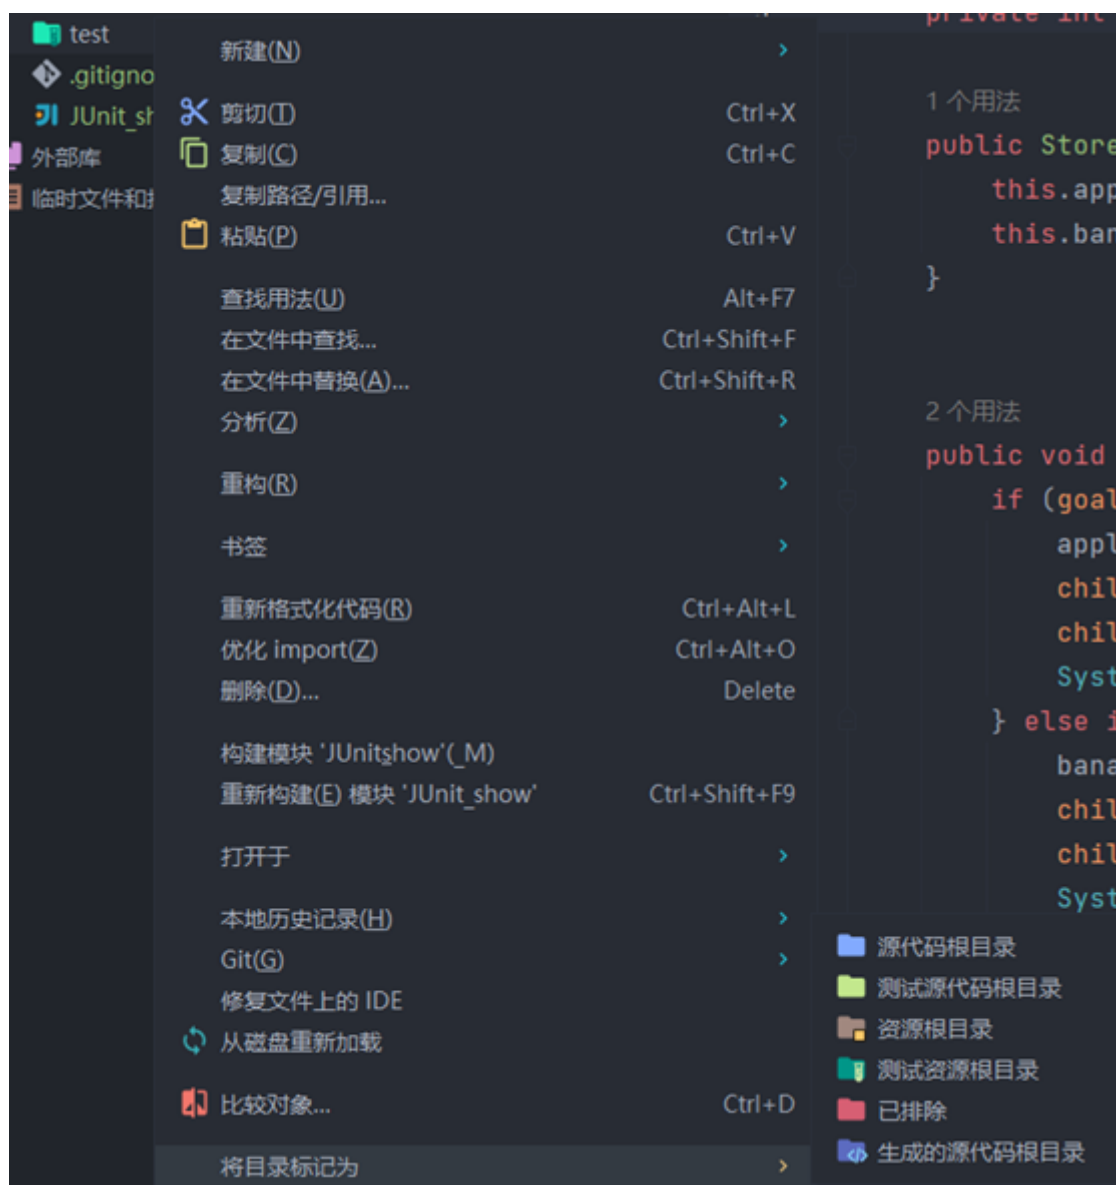 test
.gitigno
JUnit_sh
外部库
临时文件和
新建(N)
剪切(T) Ctrl+X
复制(C) Ctrl+C
复制路径/引用...
粘贴(P) Ctrl+V
查找用法(U) Alt+F7
在文件中查找... Ctrl+Shift+F
在文件中替换(A)... Ctrl+Shift+R
分析(Z)
重构(R)
书签
重新格式化代码(R) Ctrl+Alt+L
优化 import(Z) Ctrl+Alt+O
删除(D)... Delete
构建模块 'JUnitshow'(_M)
重新构建(E) 模块 'JUnit_show' Ctrl+Shift+F9
打开于
本地历史记录(H)
Git(G)
修复文件上的 IDE
从磁盘重新加载
比较对象... Ctrl+D
将目录标记为
源代码根目录
测试源代码根目录
资源根目录
测试资源根目录
已排除
生成的源代码根目录
private int
1 个用法
public Store
this.app
this.ban
}
2 个用法
public void
if (goal
appl
chil
chil
Syst
} else i
bana
chil
chil
Syst